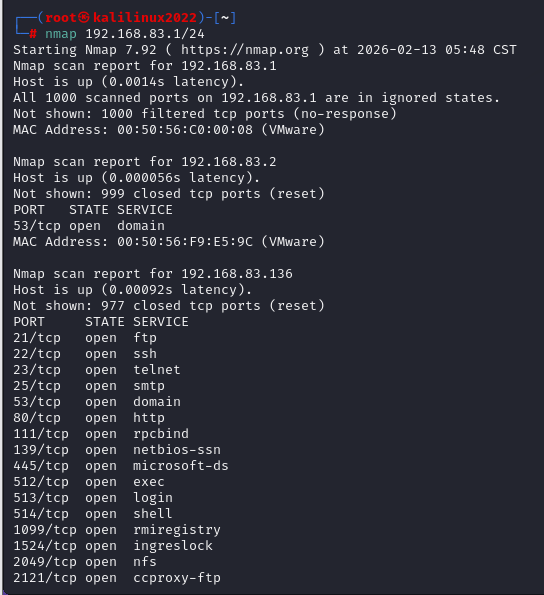 ┌──(root㉿kalilinux2022)-[~]
└─# nmap 192.168.83.1/24
Starting Nmap 7.92 ( https://nmap.org ) at 2026-02-13 05:48 CST
Nmap scan report for 192.168.83.1
Host is up (0.0014s latency).
All 1000 scanned ports on 192.168.83.1 are in ignored states.
Not shown: 1000 filtered tcp ports (no-response)
MAC Address: 00:50:56:C0:00:08 (VMware)

Nmap scan report for 192.168.83.2
Host is up (0.000056s latency).
Not shown: 999 closed tcp ports (reset)
PORT   STATE SERVICE
53/tcp open  domain
MAC Address: 00:50:56:F9:E5:9C (VMware)

Nmap scan report for 192.168.83.136
Host is up (0.00092s latency).
Not shown: 977 closed tcp ports (reset)
PORT     STATE SERVICE
21/tcp   open  ftp
22/tcp   open  ssh
23/tcp   open  telnet
25/tcp   open  smtp
53/tcp   open  domain
80/tcp   open  http
111/tcp  open  rpcbind
139/tcp  open  netbios-ssn
445/tcp  open  microsoft-ds
512/tcp  open  exec
513/tcp  open  login
514/tcp  open  shell
1099/tcp open  rmiregistry
1524/tcp open  ingreslock
2049/tcp open  nfs
2121/tcp open  ccproxy-ftp